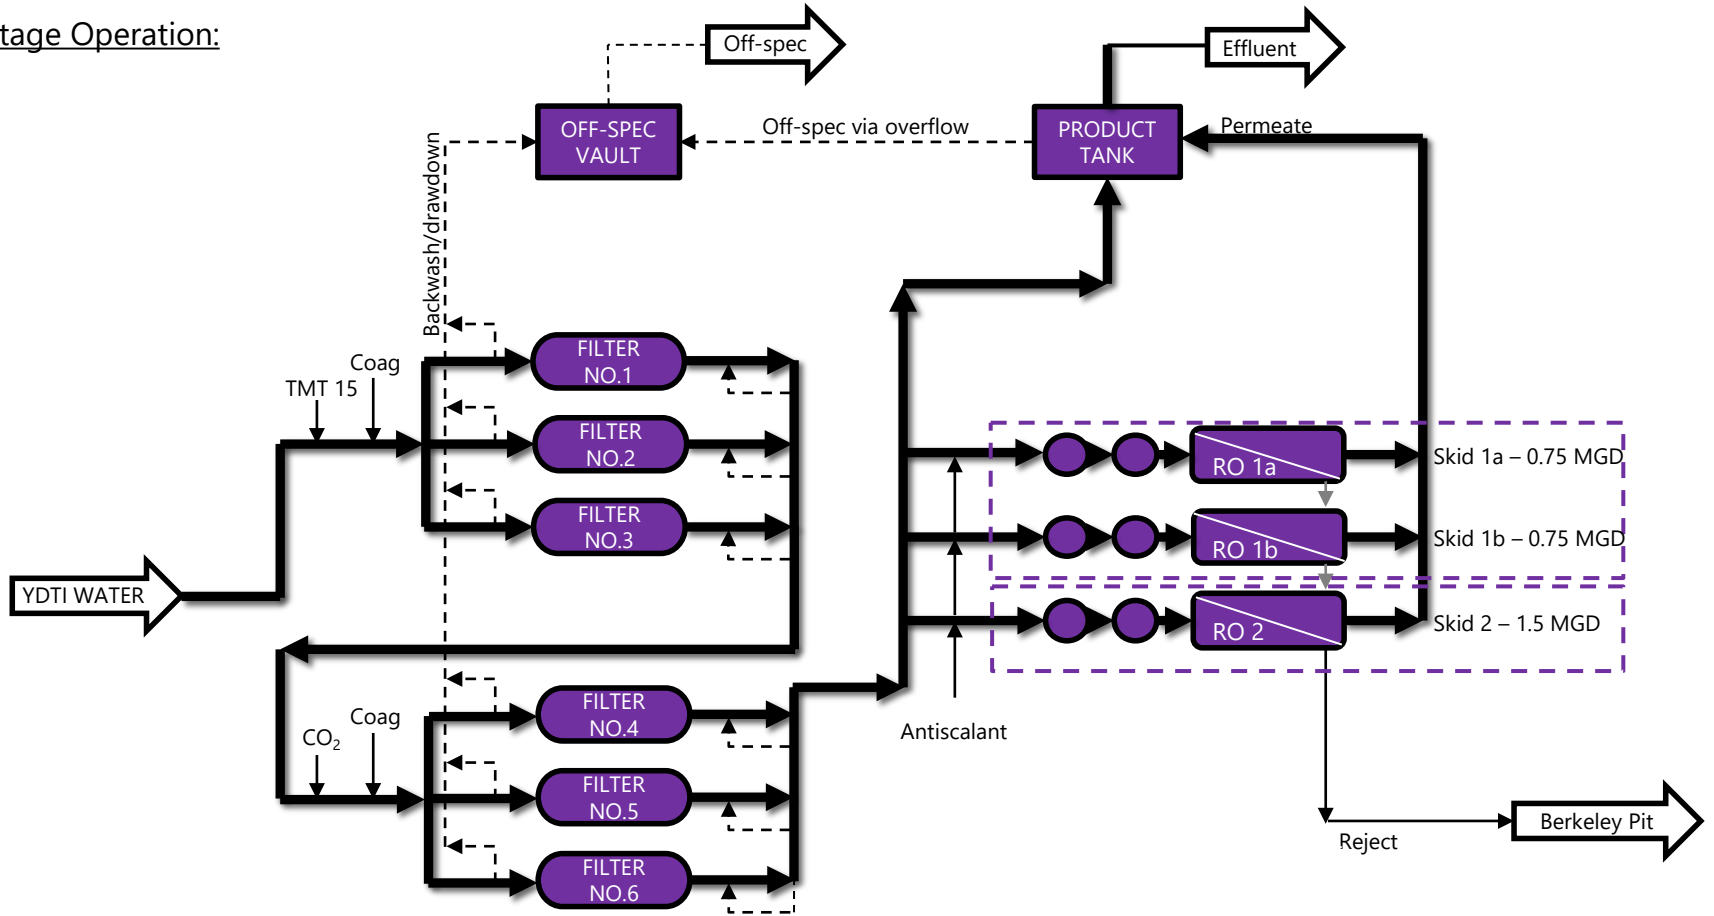 tage Operation:
Off-spec
Effluent
OFF-SPEC
VAULT
Off-spec via overflow
PRODUCT
TANK
Permeate
Backwash/drawdown
FILTER
NO.1
Coag
TMT 15
FILTER
NO.2
FILTER
NO.3
RO 1a
Skid 1a – 0.75 MGD
RO 1b
Skid 1b – 0.75 MGD
YDTI WATER
RO 2
Skid 2 – 1.5 MGD
FILTER
NO.4
Coag
CO₂
Antiscalant
FILTER
NO.5
Berkeley Pit
Reject
FILTER
NO.6